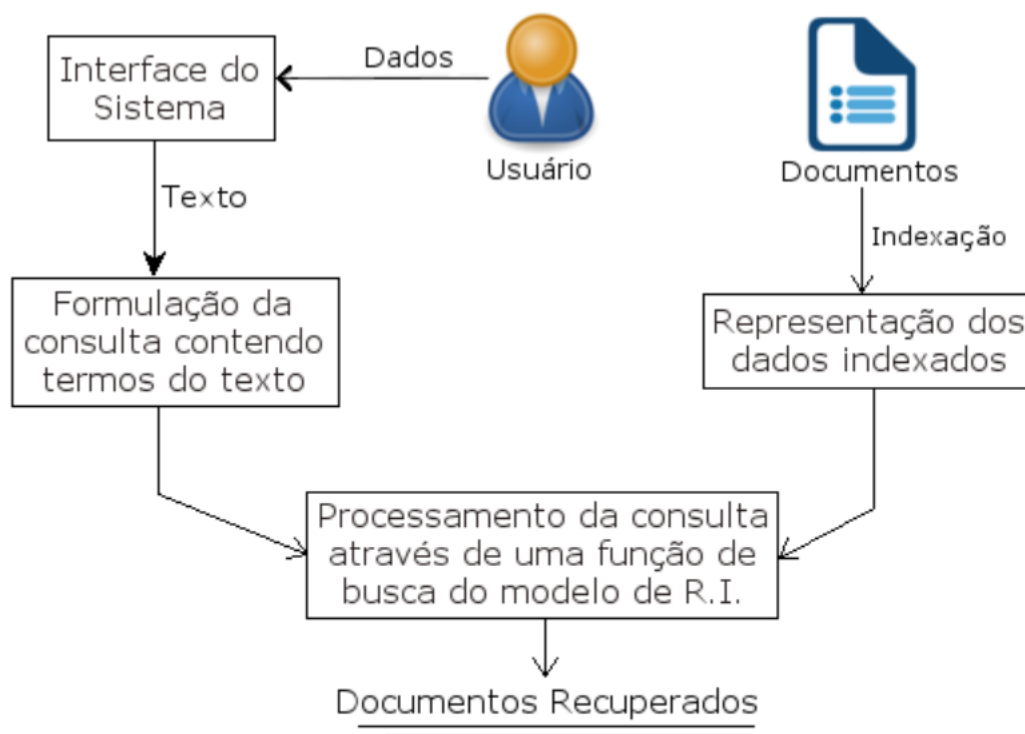 Interface do
Sistema
Dados
Usuário
Documentos
Texto
Indexação
Formulação da
consulta contendo
termos do texto
Representação dos
dados indexados
Processamento da consulta
através de uma função de
busca do modelo de R.I.
Documentos Recuperados